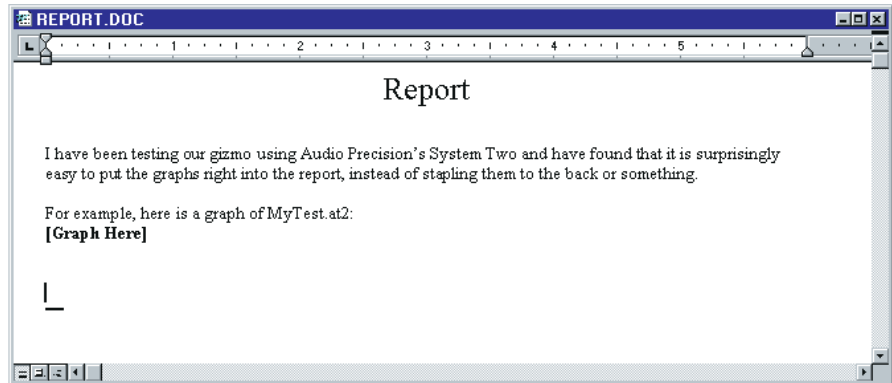 REPORT.DOC
1 2 3 4 5
Report
I have been testing our gizmo using Audio Precision's System Two and have found that it is surprisingly
easy to put the graphs right into the report, instead of stapling them to the back or something.
For example, here is a graph of MyTest.at2:
[Graph Here]